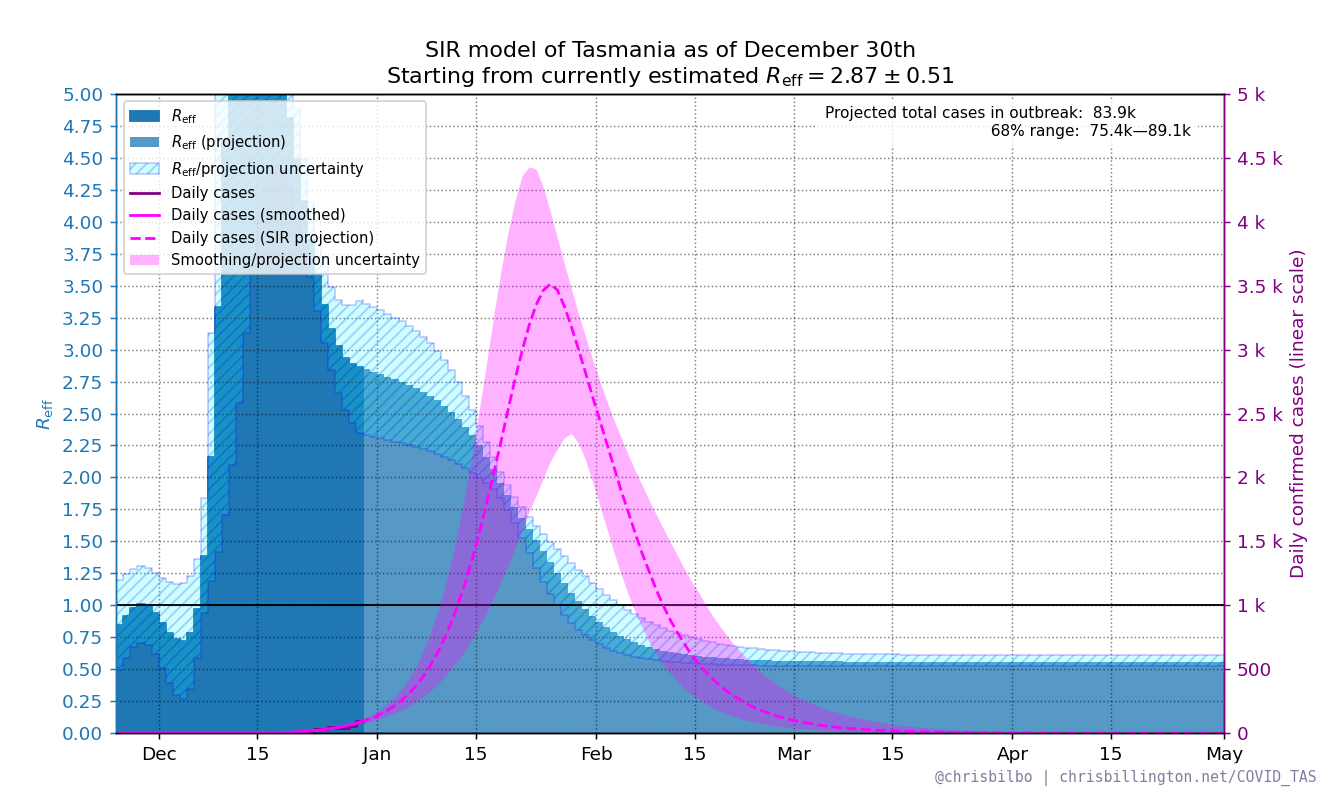 SIR model of Tasmania as of December 30th
Starting from currently estimated Reff = 2.87 ± 0.51
Reff
Reff (projection)
Reff/projection uncertainty
Daily cases
Daily cases (smoothed)
Daily cases (SIR projection)
Smoothing/projection uncertainty
Projected total cases in outbreak: 83.9k
68% range: 75.4k—89.1k
5.00
4.75
4.50
4.25
4.00
3.75
3.50
3.25
3.00
2.75
2.50
2.25
2.00
1.75
1.50
1.25
1.00
0.75
0.50
0.25
0.00
Reff
5 k
4.5 k
4 k
3.5 k
3 k
2.5 k
2 k
1.5 k
1 k
500
0
Daily confirmed cases (linear scale)
Dec 15 Jan 15 Feb 15 Mar 15 Apr 15 May
@chrisbilbo | chrisbillington.net/COVID_TAS